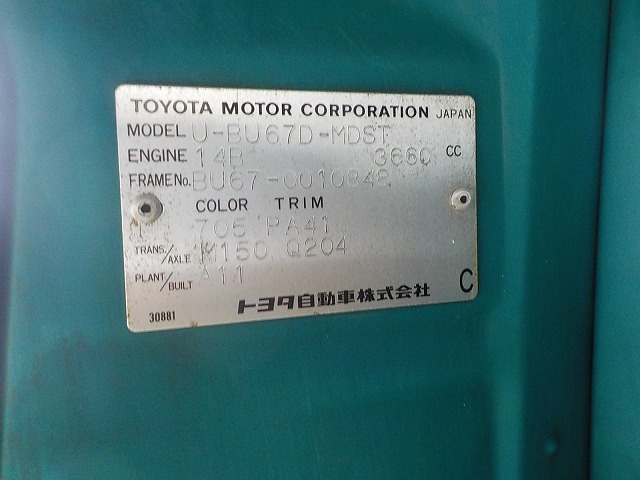 TOYOTA MOTOR CORPORATION JAPAN
MODEL U-BU67D-MDST
ENGINE 14B 3660 CC
FRAME No. BU67-0010848
COLOR TRIM
705 PA41
TRANS./AXLE M150 Q204
PLANT/BUILT A11
トヨタ自動車株式会社 C
30881